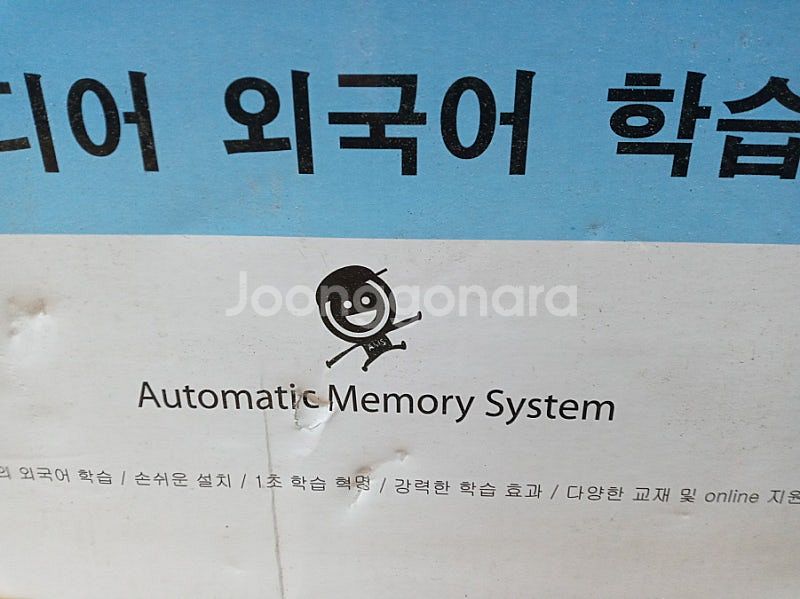 디어 외국어 학습
Joonggonara
AMS
Automatic Memory System
의 외국어 학습 / 손쉬운 설치 / 1초 학습 혁명 / 강력한 학습 효과 / 다양한 교재 및 online 지원